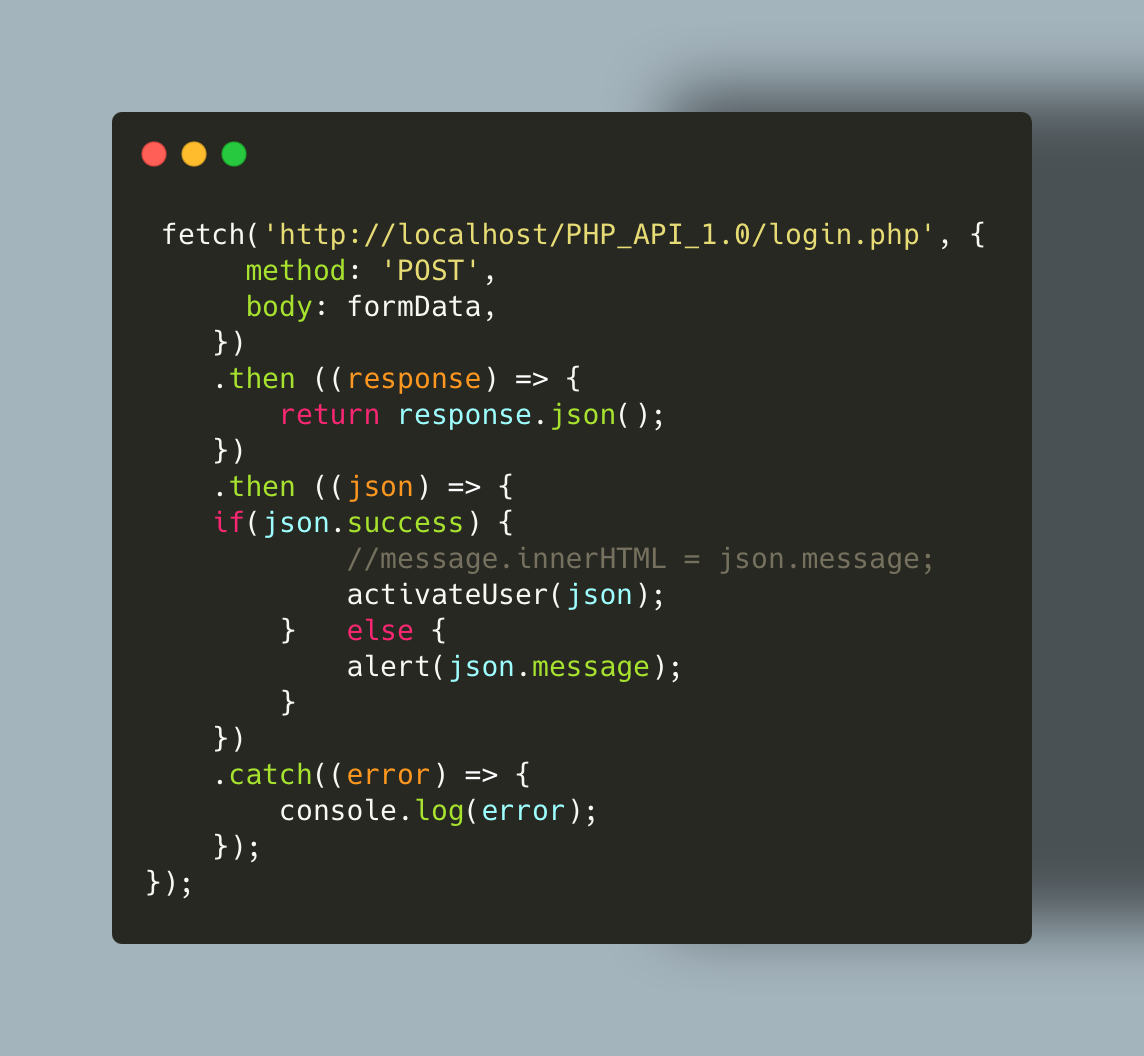 fetch('http://localhost/PHP_API_1.0/login.php', {
      method: 'POST',
      body: formData,
    })
    .then ((response) => {
        return response.json();
    })
    .then ((json) => {
    if(json.success) {
            //message.innerHTML = json.message;
            activateUser(json);
        }   else {
            alert(json.message);
        }
    })
    .catch((error) => {
        console.log(error);
    });
});